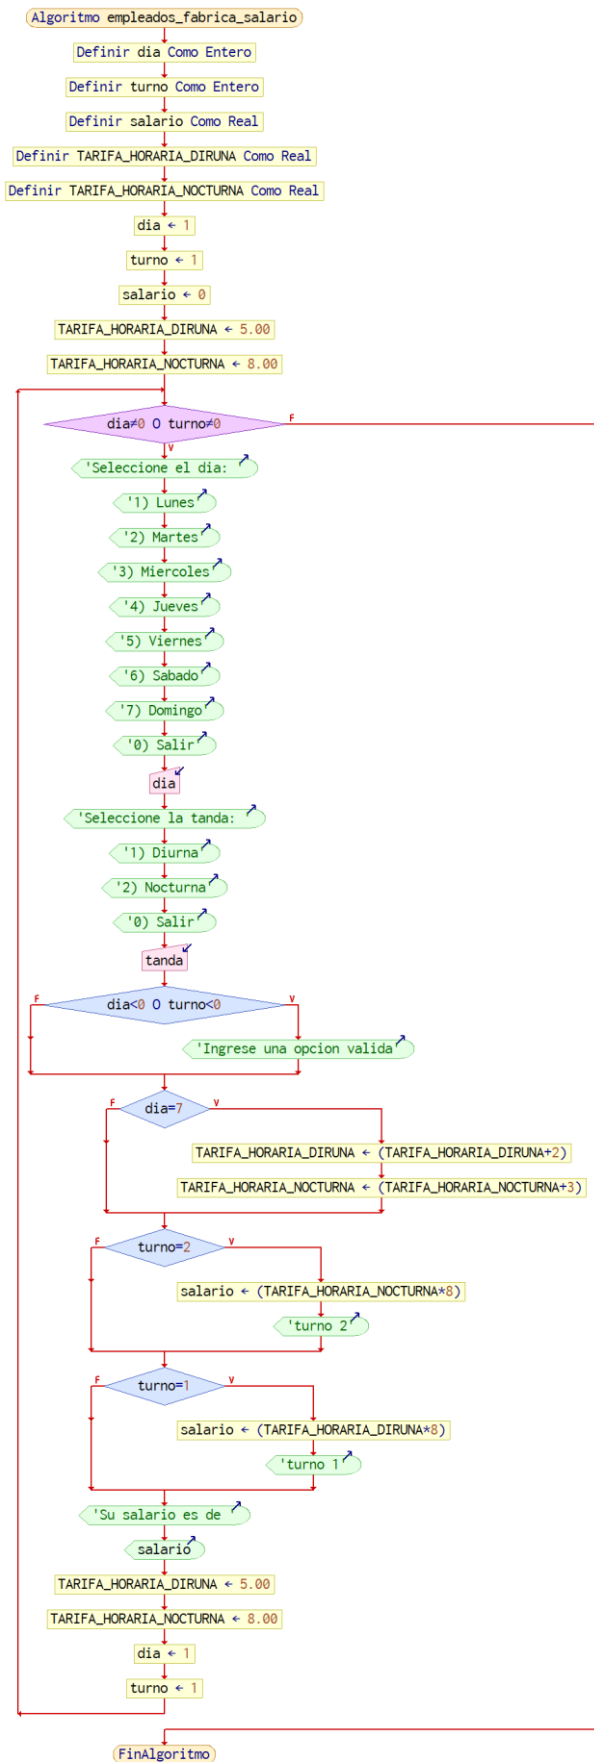 Algoritmo empleados_fabrica_salario
Definir dia Como Entero
Definir turno Como Entero
Definir salario Como Real
Definir TARIFA_HORARIA_DIRUNA Como Real
Definir TARIFA_HORARIA_NOCTURNA Como Real
dia ← 1
turno ← 1
salario ← 0
TARIFA_HORARIA_DIRUNA ← 5.00
TARIFA_HORARIA_NOCTURNA ← 8.00
dia≠0 O turno≠0
F
V
'Seleccione el dia: '
'1) Lunes'
'2) Martes'
'3) Miercoles'
'4) Jueves'
'5) Viernes'
'6) Sabado'
'7) Domingo'
'0) Salir'
dia
'Seleccione la tanda: '
'1) Diurna'
'2) Nocturna'
'0) Salir'
tanda
F
dia<0 O turno<0
V
'Ingrese una opcion valida'
F
dia=7
V
TARIFA_HORARIA_DIRUNA ← (TARIFA_HORARIA_DIRUNA+2)
TARIFA_HORARIA_NOCTURNA ← (TARIFA_HORARIA_NOCTURNA+3)
F
turno=2
V
salario ← (TARIFA_HORARIA_NOCTURNA*8)
'turno 2'
F
turno=1
V
salario ← (TARIFA_HORARIA_DIRUNA*8)
'turno 1'
'Su salario es de '
salario
TARIFA_HORARIA_DIRUNA ← 5.00
TARIFA_HORARIA_NOCTURNA ← 8.00
dia ← 1
turno ← 1
FinAlgoritmo